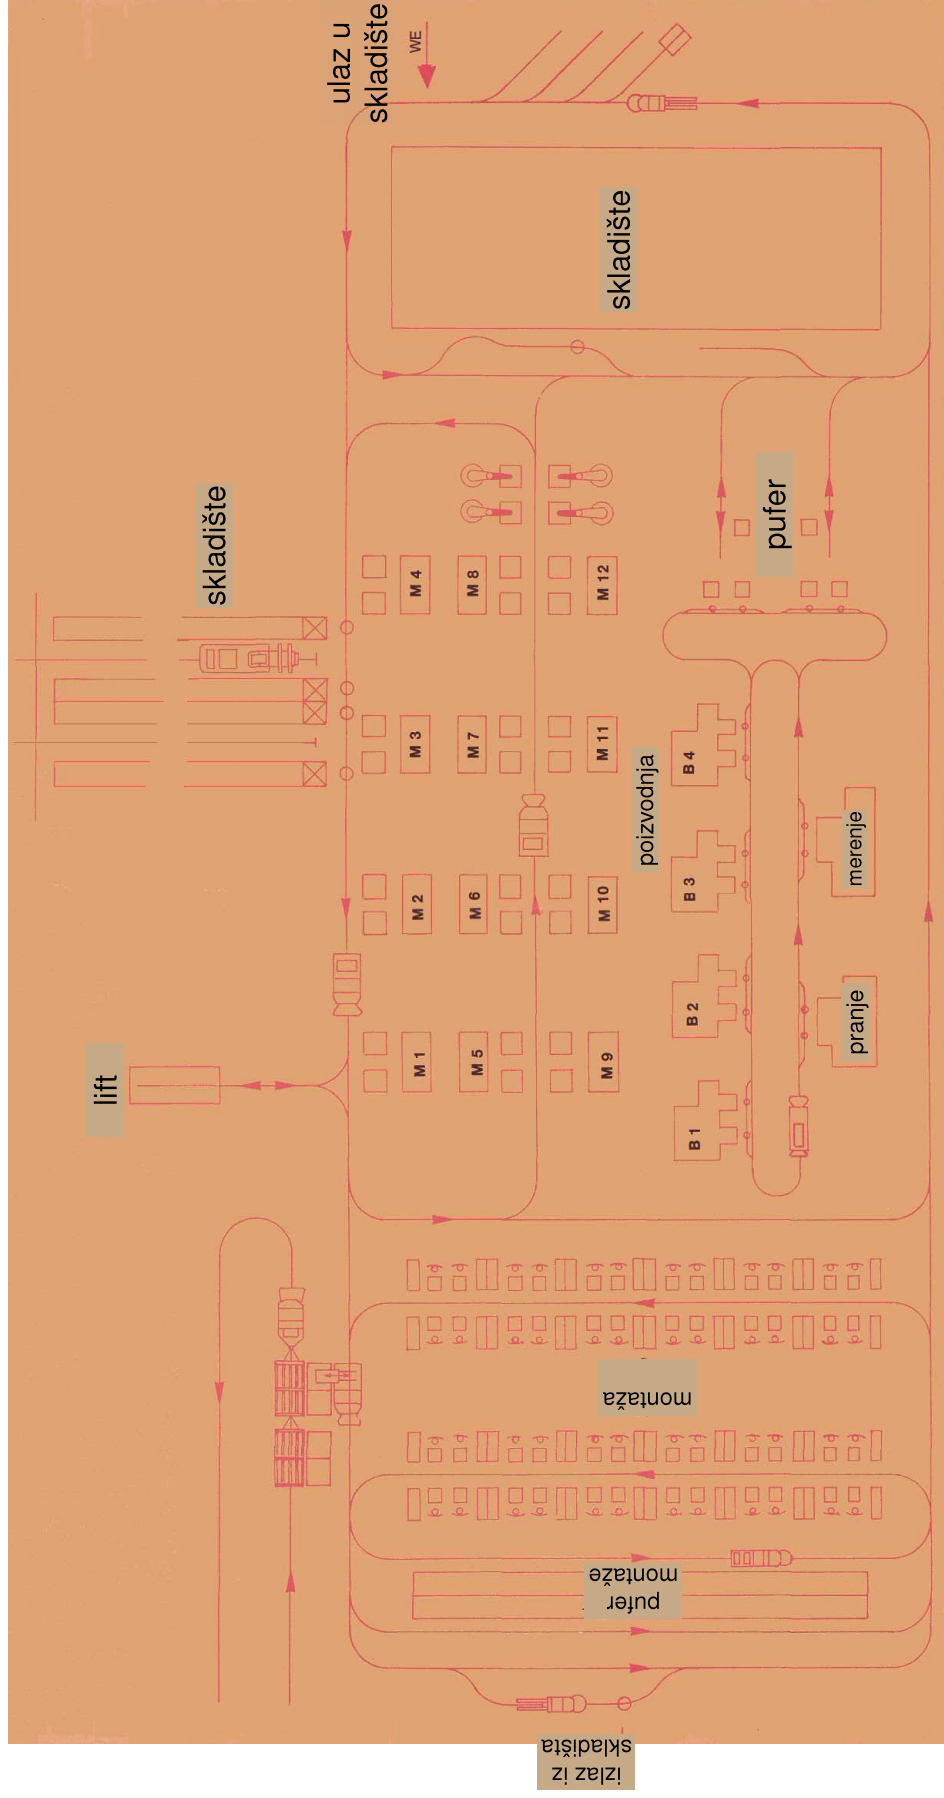 ulaz u
skladište
WE
skladište
skladište
pufer
M 4
M 8
M 12
M 3
M 7
M 11
B 4
poizvodnja
merenje
M 2
M 6
M 10
B 3
B 2
pranje
lift
M 1
M 5
M 9
B 1
montaža
pufer
montaže
izlaz iz
skladišta